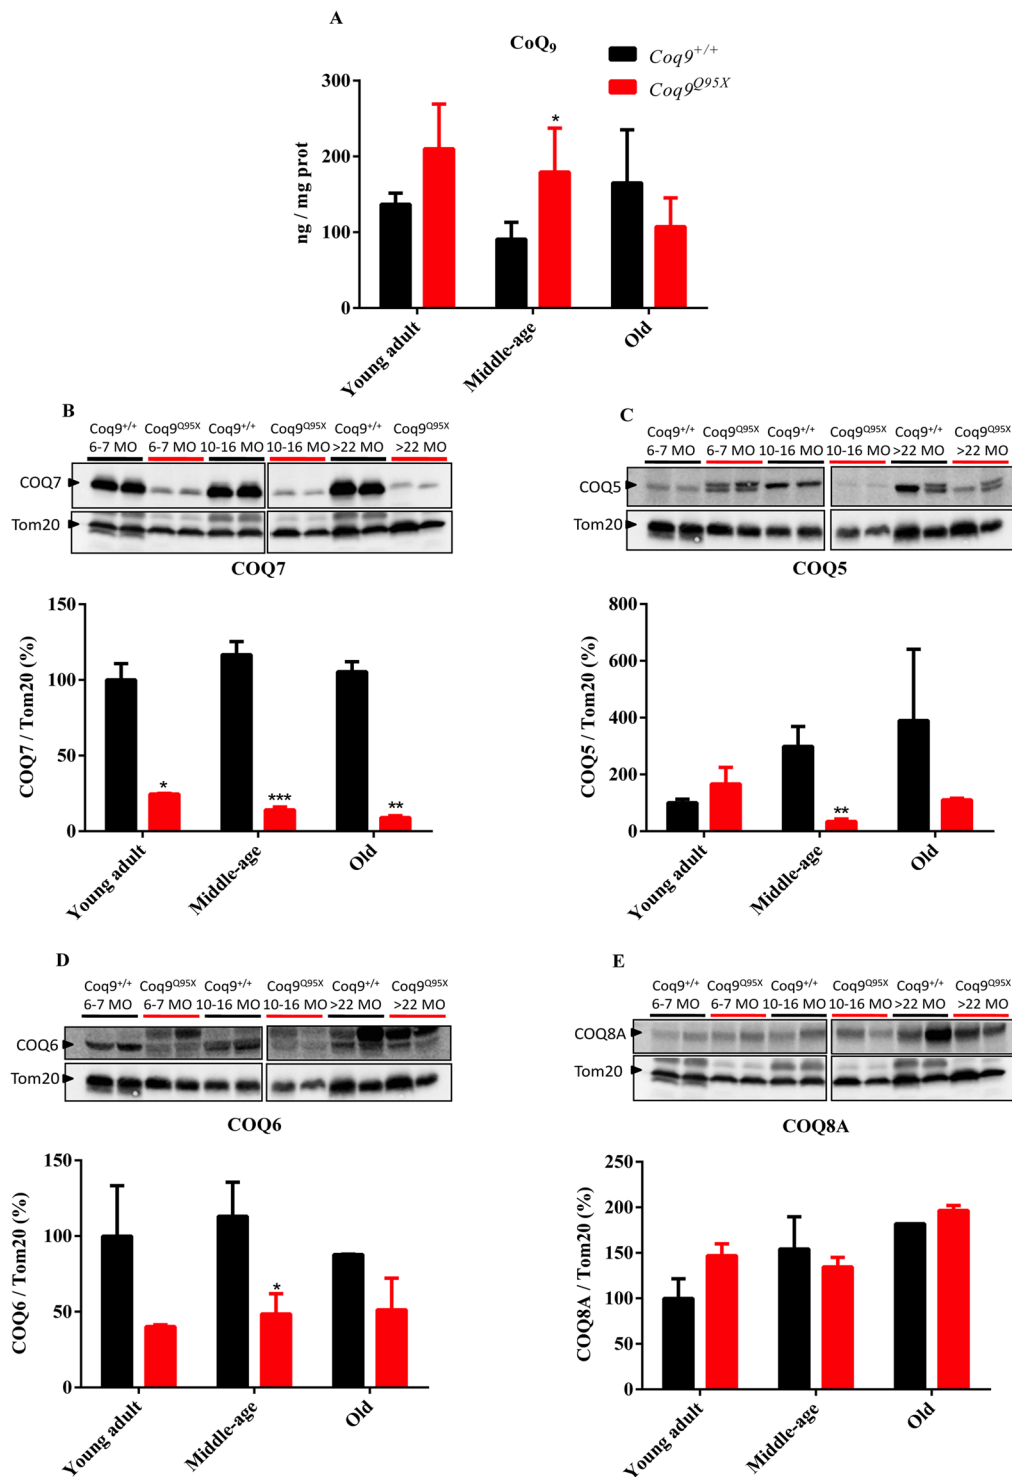 A
CoQ₉
Coq9⁺/⁺
Coq9Q95X
300
200
100
0
ng / mg prot
*
Young adult
Middle-age
Old
B
Coq9⁺/⁺ Coq9Q95X Coq9⁺/⁺ Coq9Q95X Coq9⁺/⁺ Coq9Q95X
6-7 MO 6-7 MO 10-16 MO 10-16 MO >22 MO >22 MO
COQ7
Tom20
COQ7
150
100
50
0
COQ7 / Tom20 (%)
*
***
**
Young adult
Middle-age
Old
C
Coq9⁺/⁺ Coq9Q95X Coq9⁺/⁺ Coq9Q95X Coq9⁺/⁺ Coq9Q95X
6-7 MO 6-7 MO 10-16 MO 10-16 MO >22 MO >22 MO
COQ5
Tom20
COQ5
800
600
400
200
0
COQ5 / Tom20 (%)
**
Young adult
Middle-age
Old
D
Coq9⁺/⁺ Coq9Q95X Coq9⁺/⁺ Coq9Q95X Coq9⁺/⁺ Coq9Q95X
6-7 MO 6-7 MO 10-16 MO 10-16 MO >22 MO >22 MO
COQ6
Tom20
COQ6
150
100
50
0
COQ6 / Tom20 (%)
*
Young adult
Middle-age
Old
E
Coq9⁺/⁺ Coq9Q95X Coq9⁺/⁺ Coq9Q95X Coq9⁺/⁺ Coq9Q95X
6-7 MO 6-7 MO 10-16 MO 10-16 MO >22 MO >22 MO
COQ8A
Tom20
COQ8A
250
200
150
100
50
0
COQ8A / Tom20 (%)
Young adult
Middle-age
Old